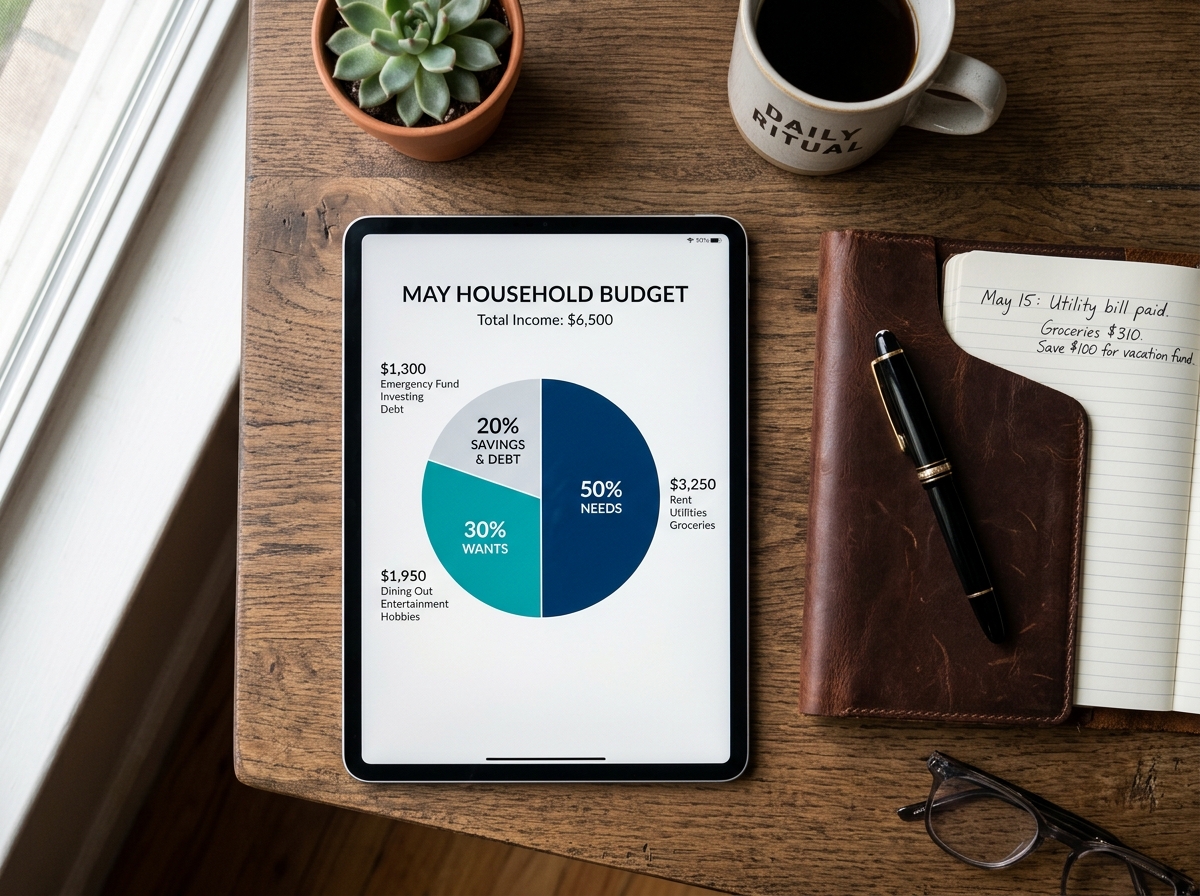 DAILY
RITUAL
50%
MAY HOUSEHOLD BUDGET
Total Income: $6,500
$1,300
Emergency Fund
Investing
Debt
20%
SAVINGS
& DEBT
50%
NEEDS
$3,250
Rent
Utilities
Groceries
30%
WANTS
$1,950
Dining Out
Entertainment
Hobbies
May 15: Utility bill paid.
Groceries $310.
Save $100 for vacation fund.